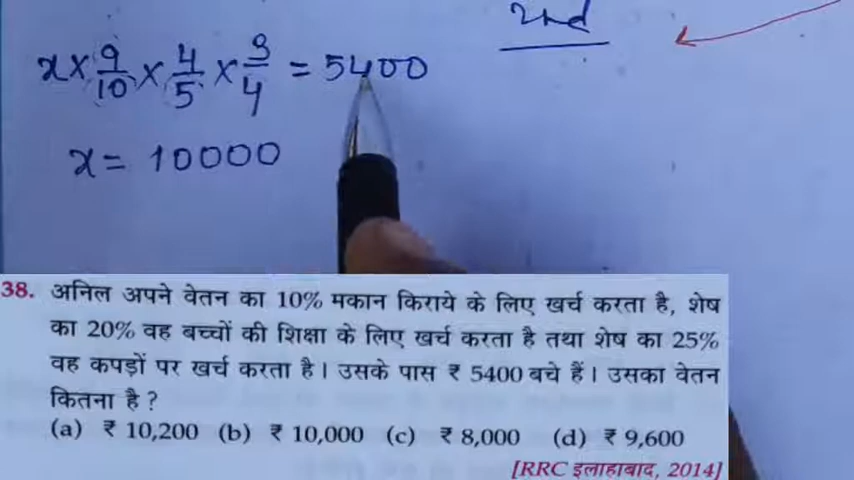 2nd
x × 9/10 × 4/5 × 3/4 = 5400
x = 10000
38. अनिल अपने वेतन का 10% मकान किराये के लिए खर्च करता है, शेष
का 20% वह बच्चों की शिक्षा के लिए खर्च करता है तथा शेष का 25%
वह कपड़ों पर खर्च करता है। उसके पास ₹ 5400 बचे हैं। उसका वेतन
कितना है ?
(a) ₹ 10,200 (b) ₹ 10,000 (c) ₹ 8,000 (d) ₹ 9,600
[RRC इलाहाबाद, 2014]